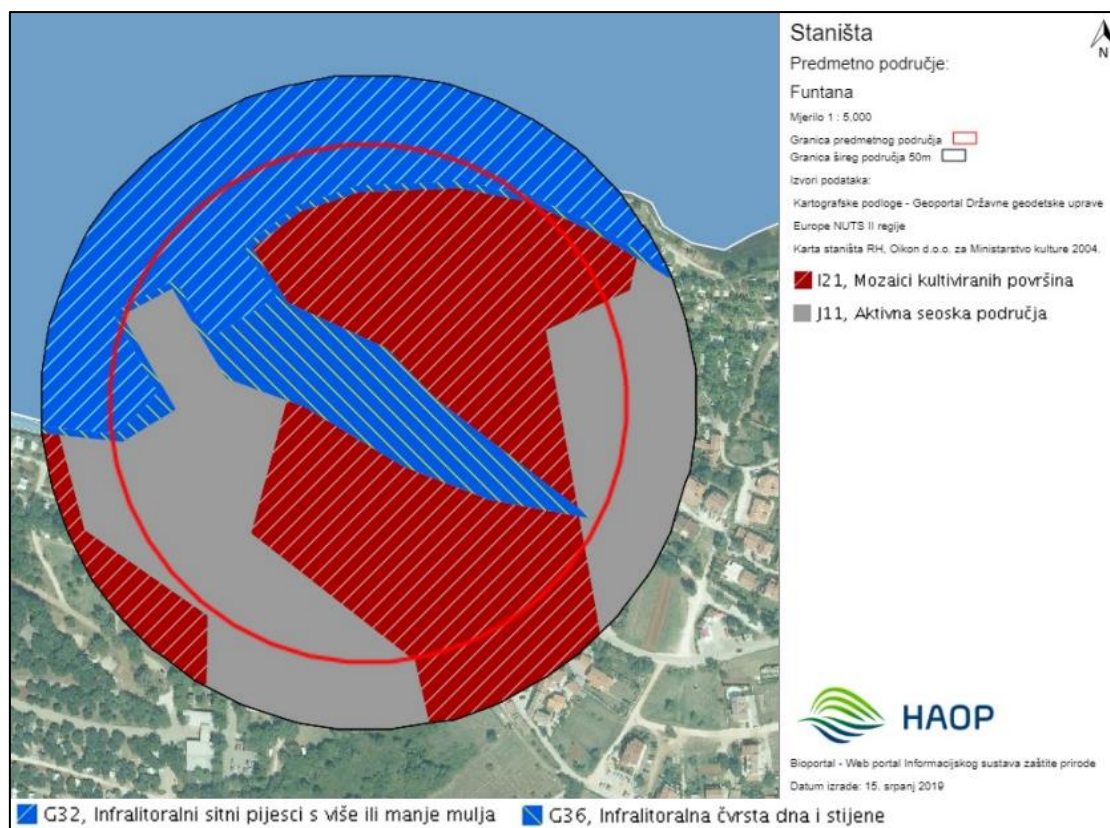 Staništa
N
Predmetno područje:
Funtana
Mjerilo 1 : 5,000
Granica predmetnog područja
Granica šireg područja 50m
Izvori podataka:
Kartografske podloge - Geoportal Državne geodetske uprave
Europe NUTS II regije
Karta staništa RH, Oikon d.o.o. za Ministarstvo kulture 2004.
I21, Mozaici kultiviranih površina
J11, Aktivna seoska područja
HAOP
Bioportal - Web portal Informacijskog sustava zaštite prirode
Datum izrade: 15. srpanj 2019
G32, Infralitoralni sitni pijesci s više ili manje mulja
G36, Infralitoralna čvrsta dna i stijene